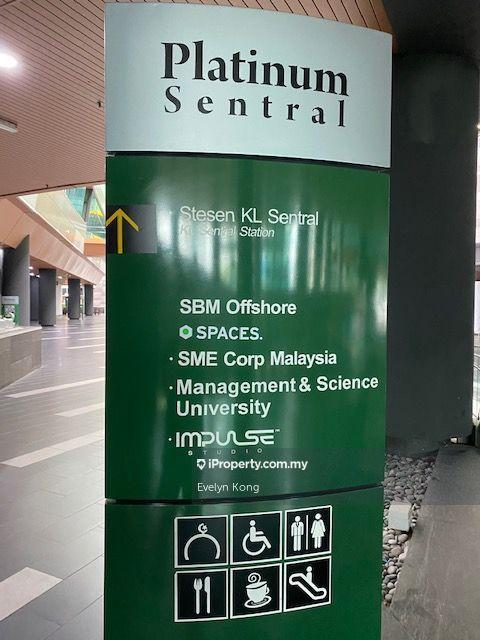 Platinum
Sentral
Stesen KL Sentral
KL Sentral Station
SBM Offshore
SPACES.
· SME Corp Malaysia
· Management & Science
University
· IMPULSE™
STUDIO
iProperty.com.my
Evelyn Kong